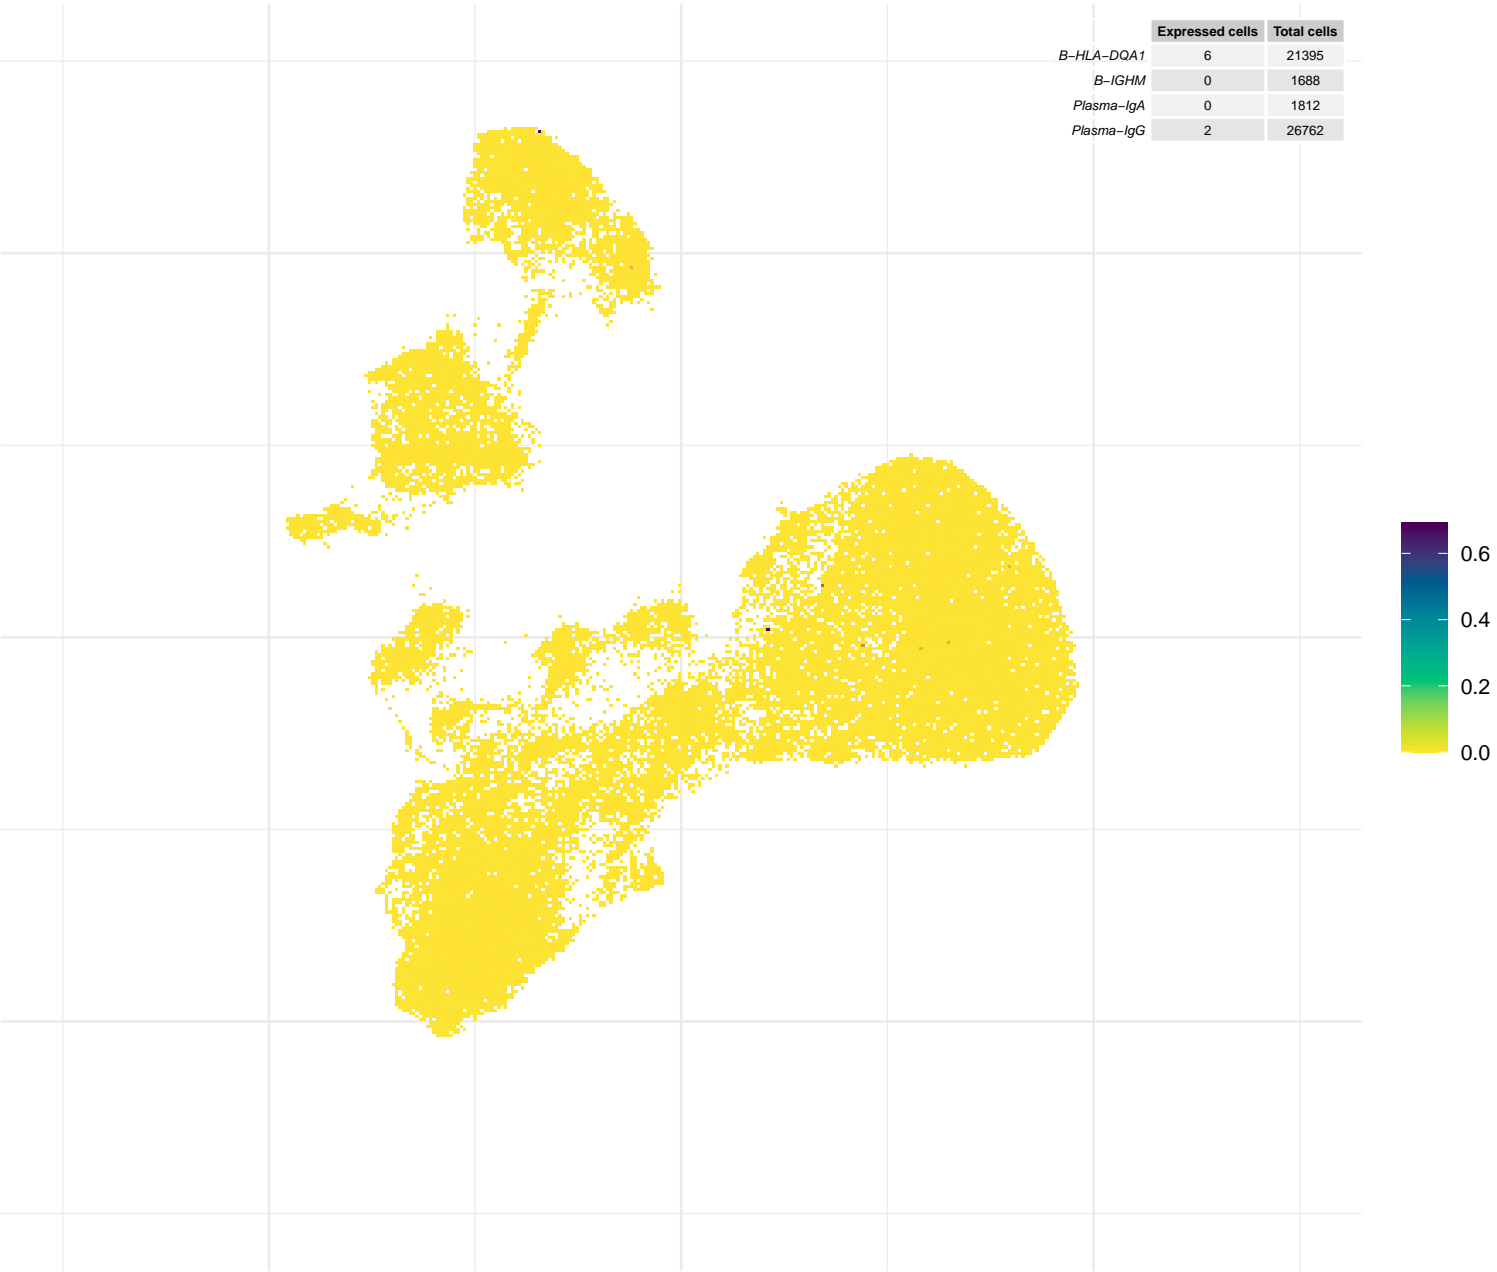 Expressed cells Total cells
B−HLA−DQA1 6 21395
B−IGHM 0 1688
Plasma−IgA 0 1812
Plasma−IgG 2 26762
0.6
0.4
0.2
0.0